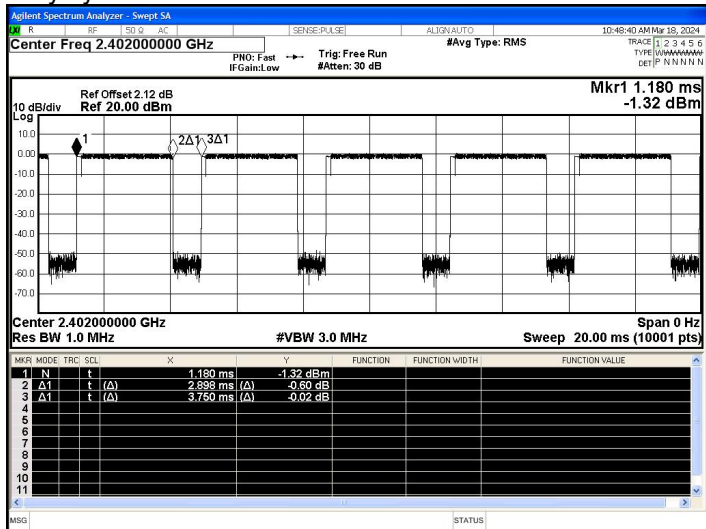 Agilent Spectrum Analyzer - Swept SA
LXI R RF 50 Ω AC SENSE:PULSE ALIGN AUTO 10:48:40 AM Mar 18, 2024
Center Freq 2.402000000 GHz #Avg Type: RMS TRACE 1 2 3 4 5 6
PNO: Fast Trig: Free Run TYPE WWWWWW
IFGain:Low #Atten: 30 dB DET P N N N N N
Mkr1 1.180 ms
Ref Offset 2.12 dB
10 dB/div Ref 20.00 dBm -1.32 dBm
Log
10.0
1 2Δ1 3Δ1
0.00
-10.0
-20.0
-30.0
-40.0
-50.0
-60.0
-70.0
Center 2.402000000 GHz Span 0 Hz
Res BW 1.0 MHz #VBW 3.0 MHz Sweep 20.00 ms (10001 pts)
MKR MODE TRC SCL X Y FUNCTION FUNCTION WIDTH FUNCTION VALUE
1 N t 1.180 ms -1.32 dBm
2 Δ1 t (Δ) 2.898 ms (Δ) -0.60 dB
3 Δ1 t (Δ) 3.750 ms (Δ) -0.02 dB
4
5
6
7
8
9
10
11
MSG STATUS